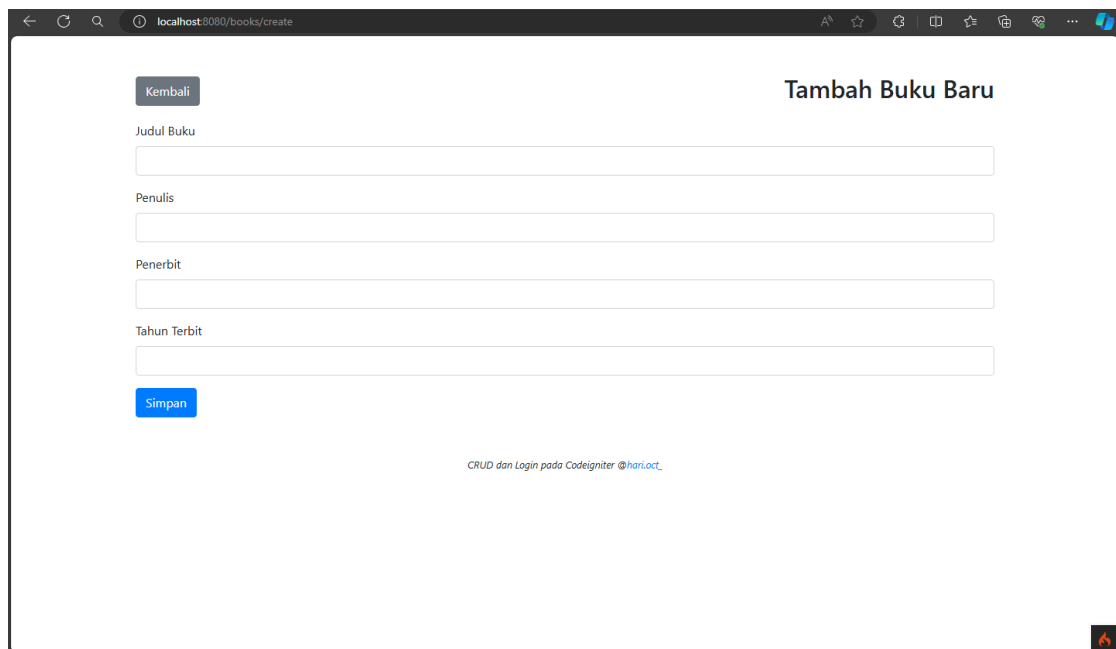 localhost:8080/books/create
Kembali
Tambah Buku Baru
Judul Buku
Penulis
Penerbit
Tahun Terbit
Simpan
CRUD dan Login pada Codeigniter @hari.oct_